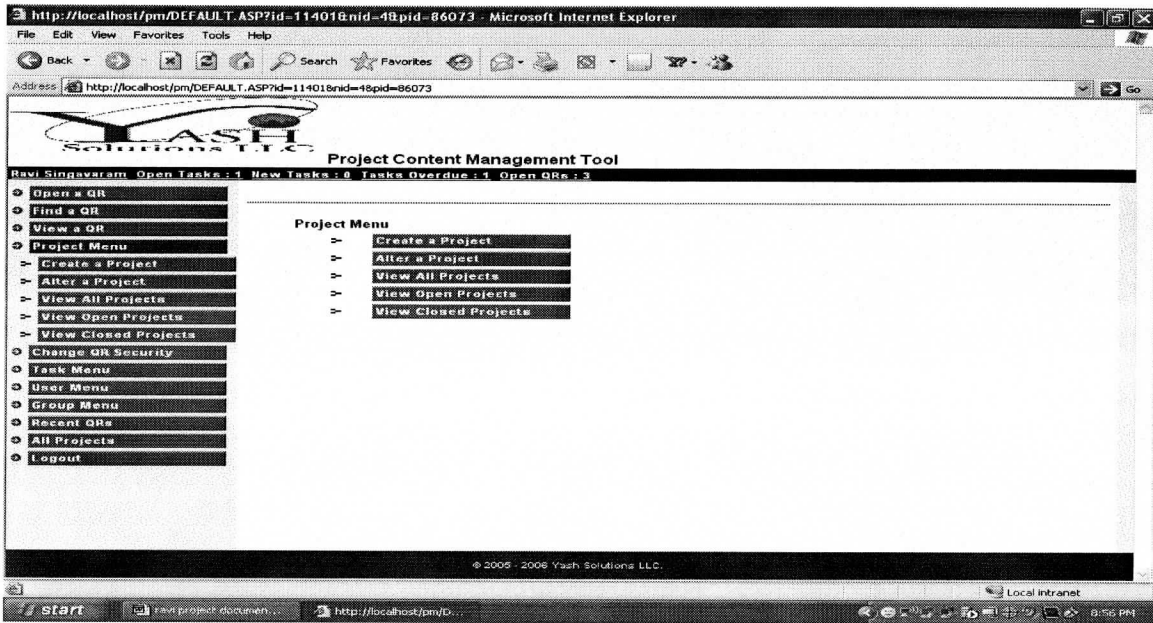 http://localhost/pm/DEFAULT.ASP?id=11401&nid=4&pid=86073 - Microsoft Internet Explorer
File Edit View Favorites Tools Help
Back Search Favorites
Address http://localhost/pm/DEFAULT.ASP?id=11401&nid=4&pid=86073 Go
YASH
Solutions L.L.C.
Project Content Management Tool
Ravi Singavaram Open Tasks : 1 New Tasks : 0 Tasks Overdue : 1 Open QRs : 3
Open a QR
Find a QR
View a QR
Project Menu
Create a Project
Alter a Project
View All Projects
View Open Projects
View Closed Projects
Change QR Security
Task Menu
User Menu
Group Menu
Recent QRs
All Projects
Logout
Project Menu
Create a Project
Alter a Project
View All Projects
View Open Projects
View Closed Projects
© 2005 - 2006 Yash Solutions LLC.
Local intranet
start ravi project documen... http://localhost/pm/D... 8:56 PM